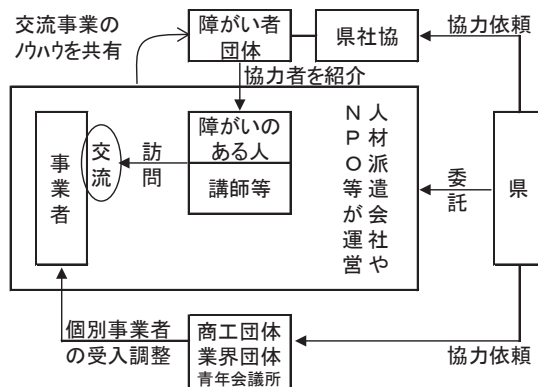 交流事業の
ノウハウを共有
障がい者
団体
県社協
協力依頼
協力者を紹介
障がいの
ある人
講師等
訪問
交流
事業者
人材派遣会社や
NPO等が運営
委託
県
個別事業者
の受入調整
商工団体
業界団体
青年会議所
協力依頼